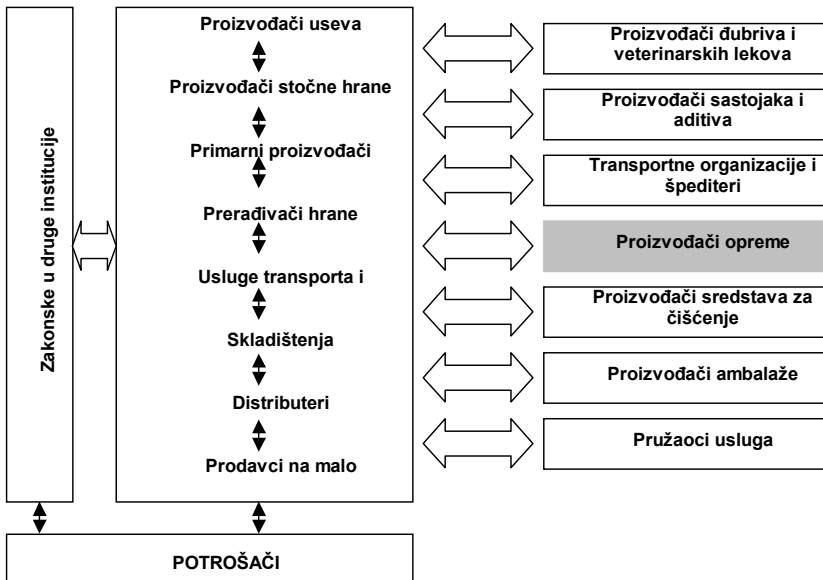 Zakonske u druge institucije
Proizvođači useva
Proizvođači stočne hrane
Primarni proizvođači
Prerađivači hrane
Usluge transporta i
Skladištenja
Distributeri
Prodavci na malo
Proizvođači đubriva i
veterinarskih lekova
Proizvođači sastojaka i
aditiva
Transportne organizacije i
špediteri
Proizvođači opreme
Proizvođači sredstava za
čišćenje
Proizvođači ambalaže
Pružaoci usluga
POTROŠAČI